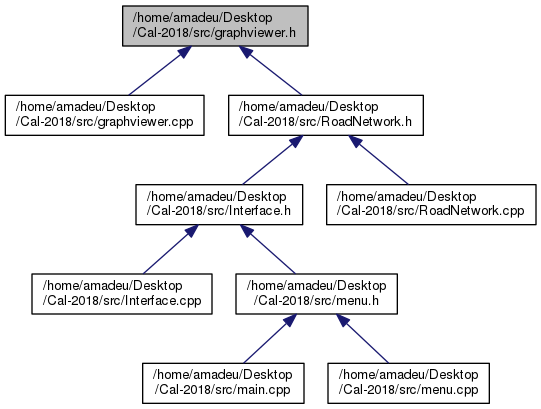 /home/amadeu/Desktop
/Cal-2018/src/graphviewer.h
/home/amadeu/Desktop
/Cal-2018/src/graphviewer.cpp
/home/amadeu/Desktop
/Cal-2018/src/RoadNetwork.h
/home/amadeu/Desktop
/Cal-2018/src/Interface.h
/home/amadeu/Desktop
/Cal-2018/src/RoadNetwork.cpp
/home/amadeu/Desktop
/Cal-2018/src/Interface.cpp
/home/amadeu/Desktop
/Cal-2018/src/menu.h
/home/amadeu/Desktop
/Cal-2018/src/main.cpp
/home/amadeu/Desktop
/Cal-2018/src/menu.cpp